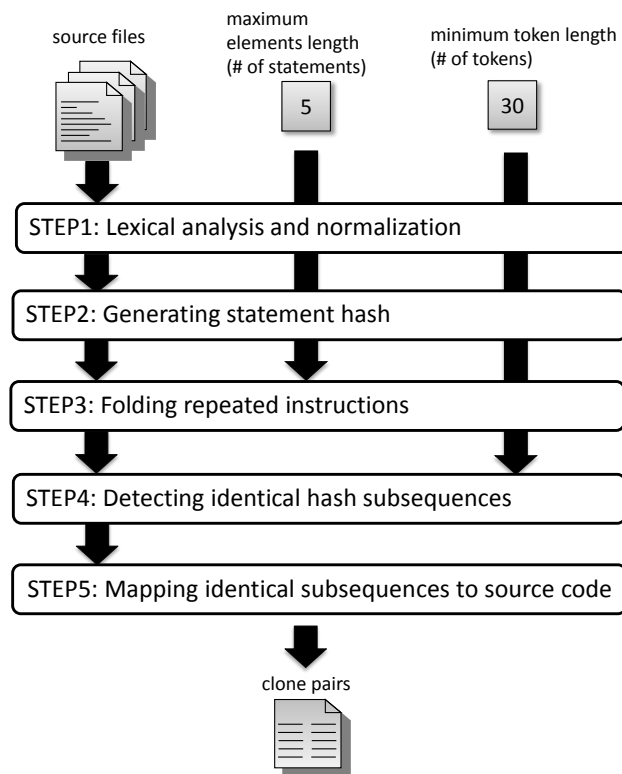 source files
maximum
elements length
(# of statements)
minimum token length
(# of tokens)
5
30
STEP1: Lexical analysis and normalization
STEP2: Generating statement hash
STEP3: Folding repeated instructions
STEP4: Detecting identical hash subsequences
STEP5: Mapping identical subsequences to source code
clone pairs